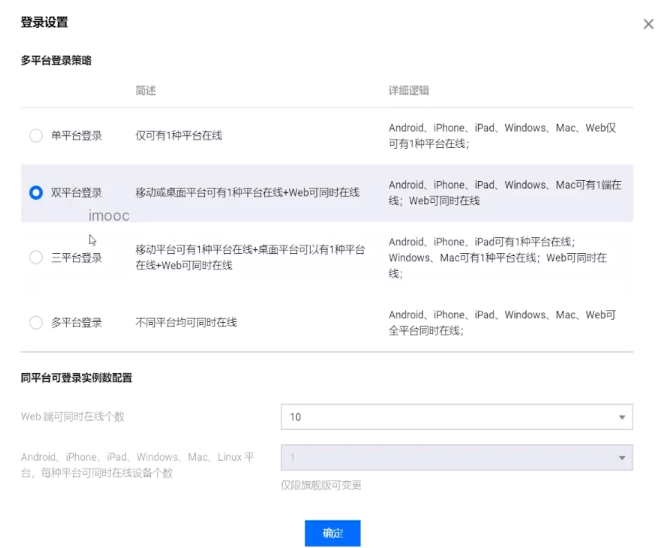 登录设置
多平台登录策略
简述 详细逻辑
单平台登录 仅可有1种平台在线 Android、iPhone、iPad、Windows、Mac、Web仅
可有1种平台在线；
双平台登录 移动或桌面平台可有1种平台在线+Web可同时在线 Android、iPhone、iPad、Windows、Mac可有1端在
线；Web可同时在线
imooc
三平台登录 移动平台可有1种平台在线+桌面平台可以有1种平台
在线+Web可同时在线
Android、iPhone、iPad可有1种平台在线；
Windows、Mac可有1种平台在线；Web可同时在
线；
多平台登录 不同平台均可同时在线 Android、iPhone、iPad、Windows、Mac、Web可
全平台同时在线；
同平台可登录实例数配置
Web 端可同时在线个数 10
Android、iPhone、iPad、Windows、Mac、Linux 平
台，每种平台可同时在线设备个数
1
仅限旗舰版可变更
确定